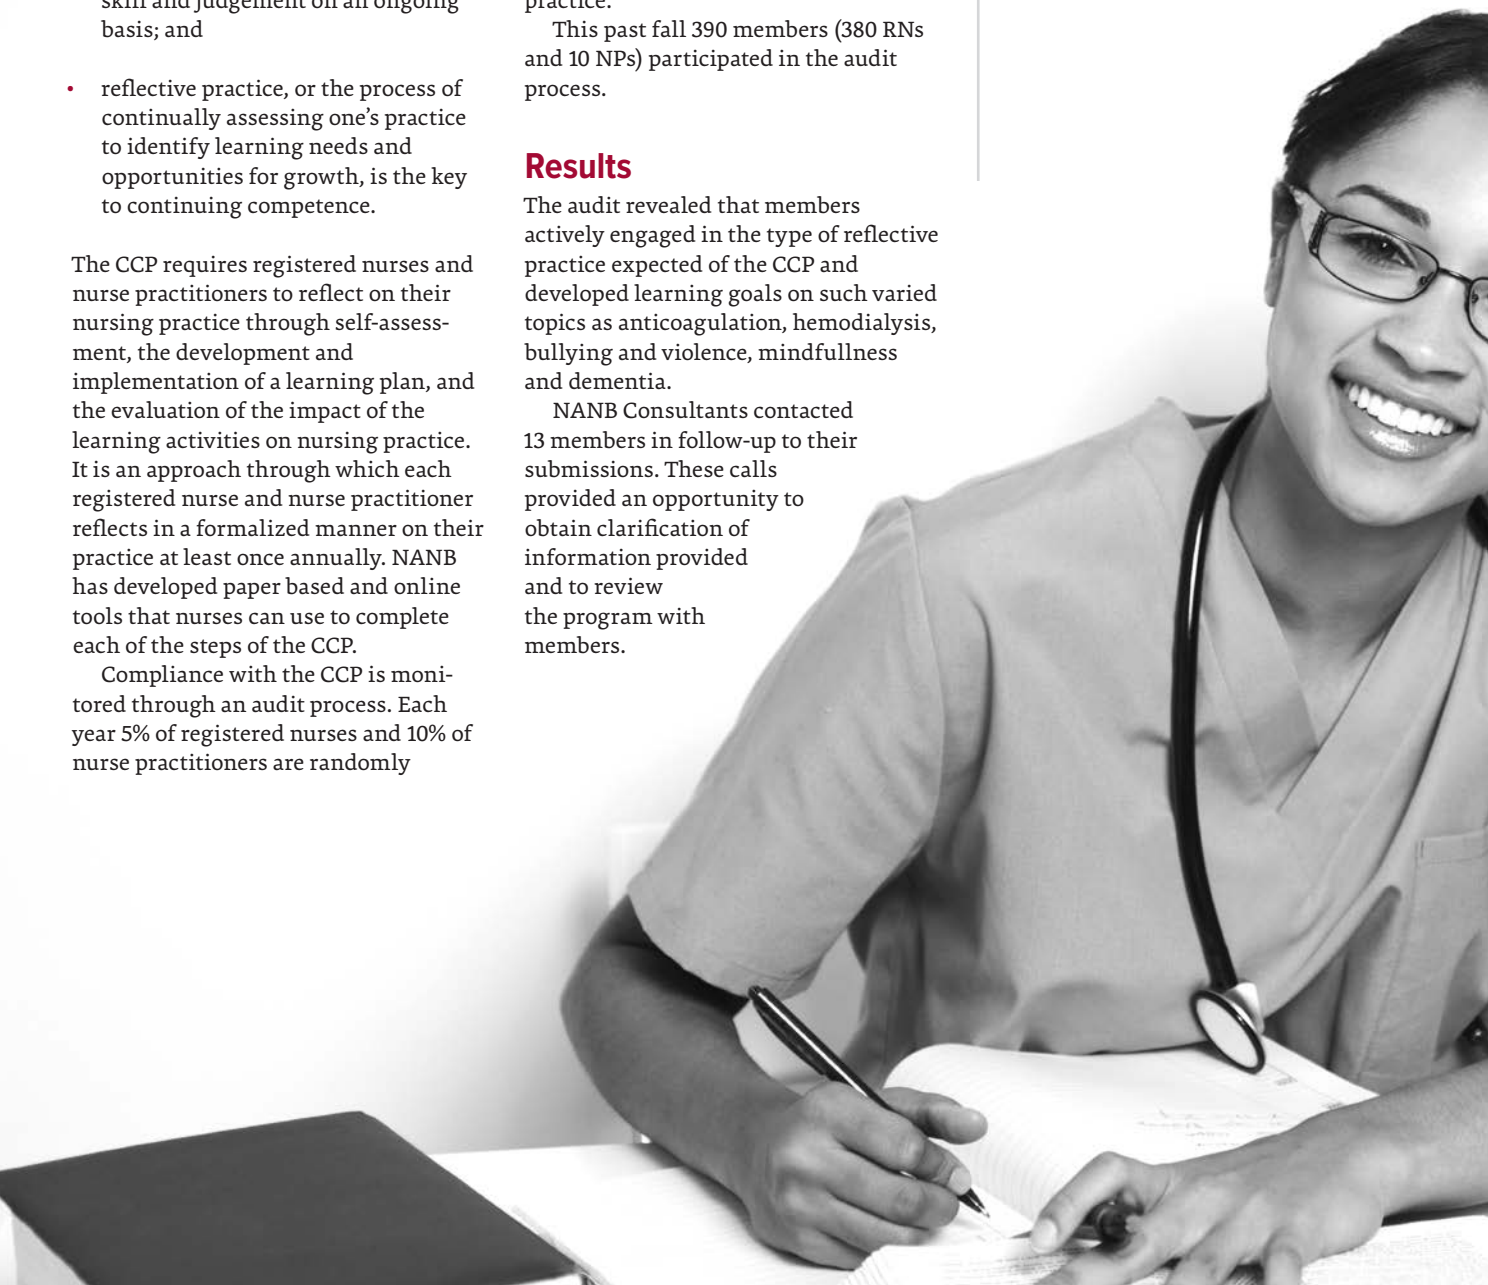 skill and judgement on an ongoing
basis; and
• reflective practice, or the process of
continually assessing one's practice
to identify learning needs and
opportunities for growth, is the key
to continuing competence.
The CCP requires registered nurses and
nurse practitioners to reflect on their
nursing practice through self-assess-
ment, the development and
implementation of a learning plan, and
the evaluation of the impact of the
learning activities on nursing practice.
It is an approach through which each
registered nurse and nurse practitioner
reflects in a formalized manner on their
practice at least once annually. NANB
has developed paper based and online
tools that nurses can use to complete
each of the steps of the CCP.
Compliance with the CCP is moni-
tored through an audit process. Each
year 5% of registered nurses and 10% of
nurse practitioners are randomly
practice.
This past fall 390 members (380 RNs
and 10 NPs) participated in the audit
process.
Results
The audit revealed that members
actively engaged in the type of reflective
practice expected of the CCP and
developed learning goals on such varied
topics as anticoagulation, hemodialysis,
bullying and violence, mindfullness
and dementia.
NANB Consultants contacted
13 members in follow-up to their
submissions. These calls
provided an opportunity to
obtain clarification of
information provided
and to review
the program with
members.